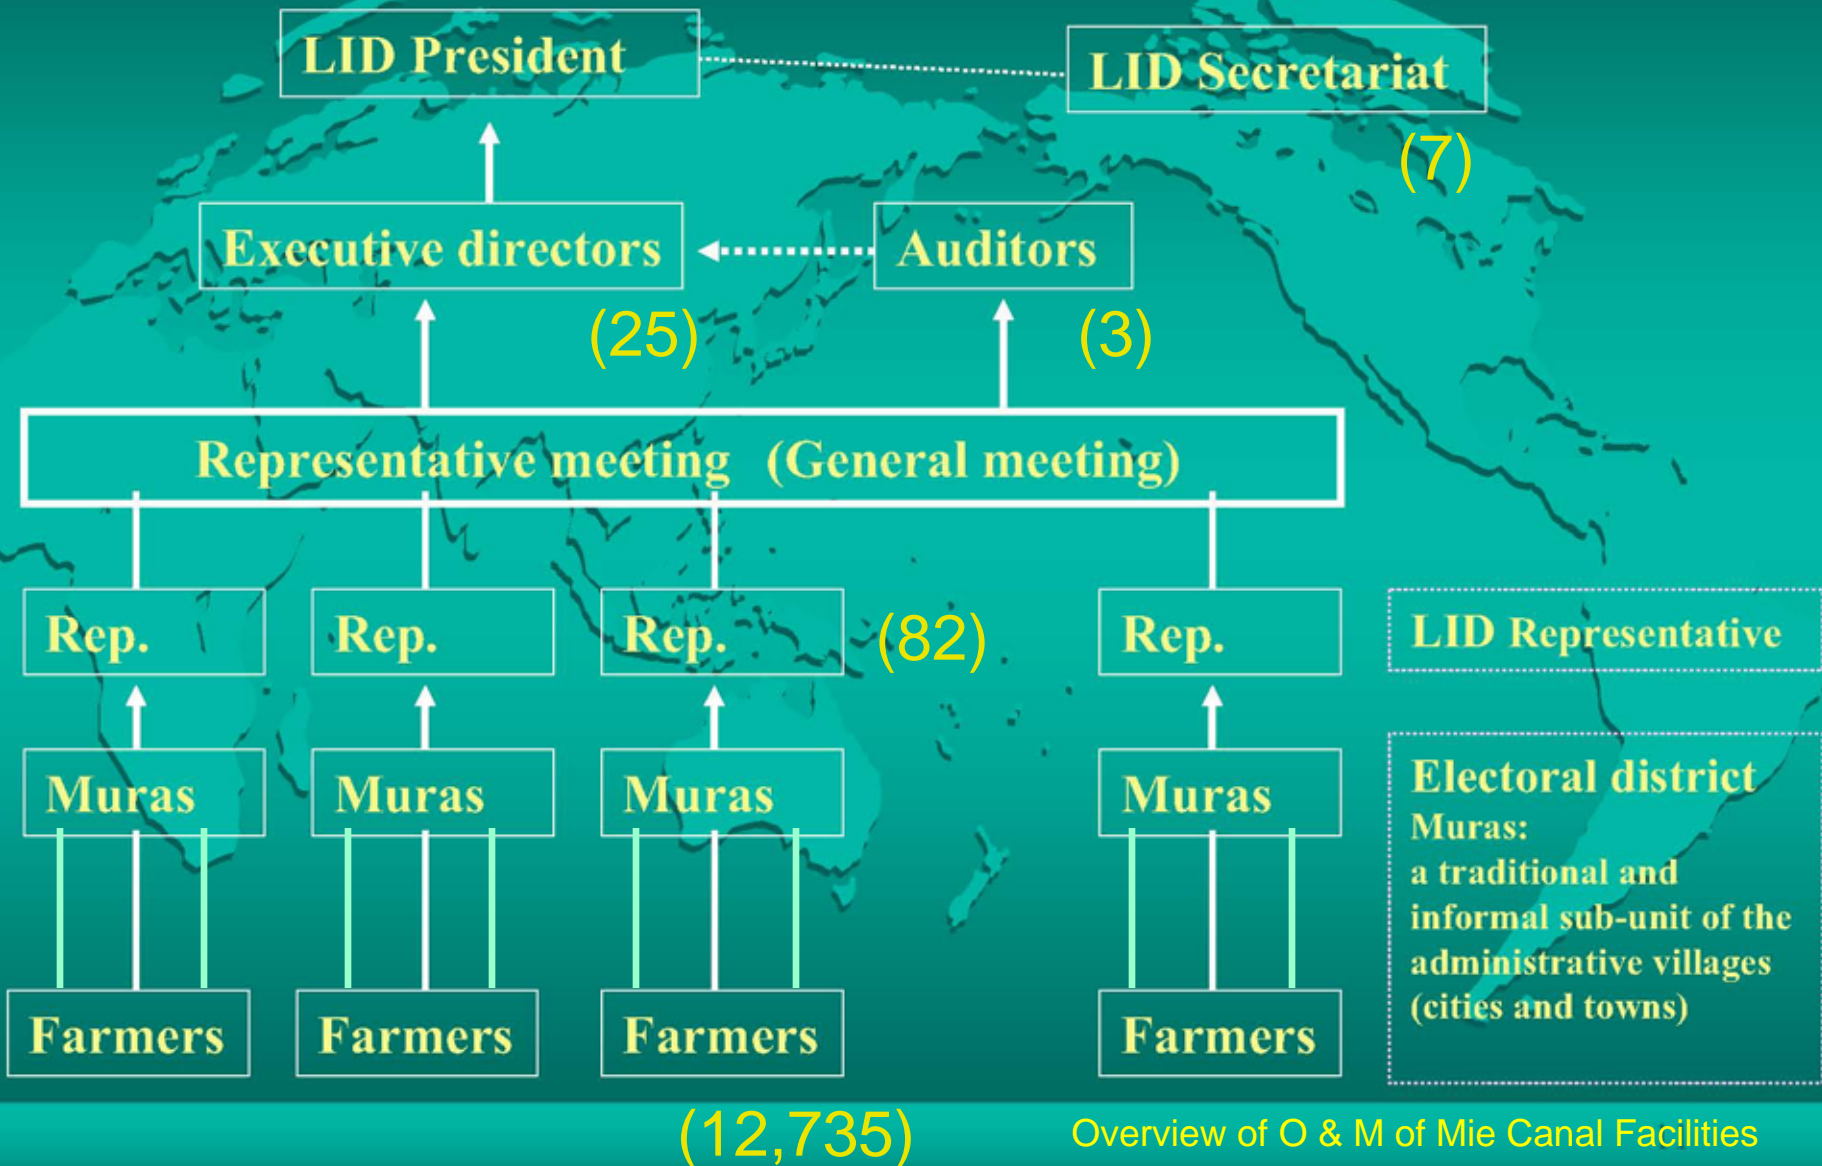 LID President
LID Secretariat
(7)
Executive directors
Auditors
(25)
(3)
Representative meeting (General meeting)
Rep.
Rep.
Rep.
(82)
Rep.
LID Representative
Muras
Muras
Muras
Muras
Electoral district
Muras:
a traditional and
informal sub-unit of the
administrative villages
(cities and towns)
Farmers
Farmers
Farmers
Farmers
(12,735)
Overview of O & M of Mie Canal Facilities